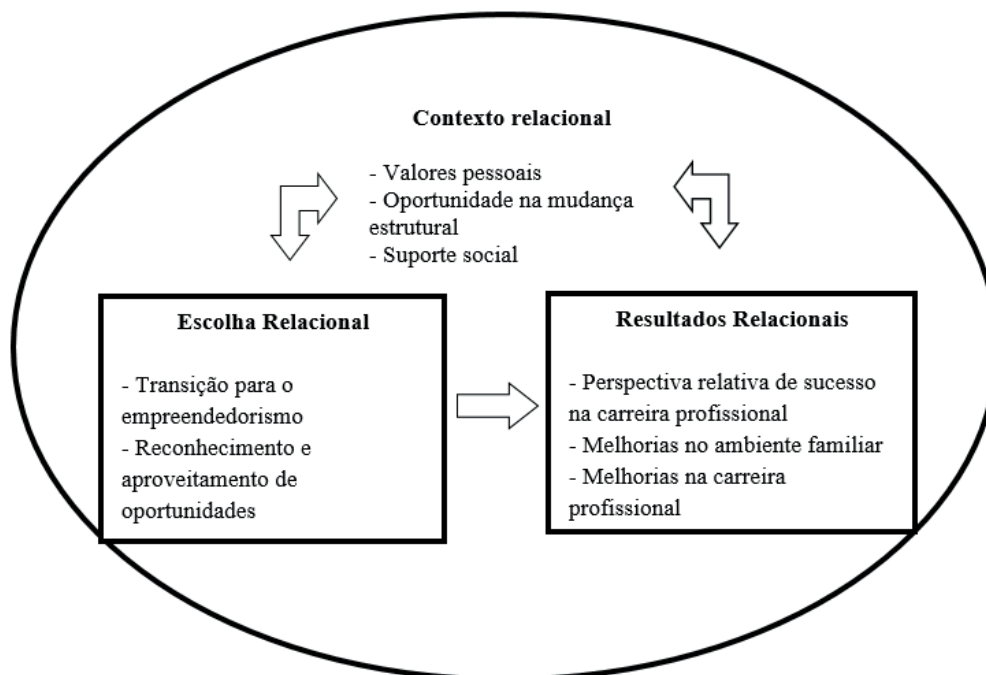 Contexto relacional
- Valores pessoais
- Oportunidade na mudança
estrutural
- Suporte social
Escolha Relacional
- Transição para o
empreendedorismo
- Reconhecimento e
aproveitamento de
oportunidades
Resultados Relacionais
- Perspectiva relativa de sucesso
na carreira profissional
- Melhorias no ambiente familiar
- Melhorias na carreira
profissional